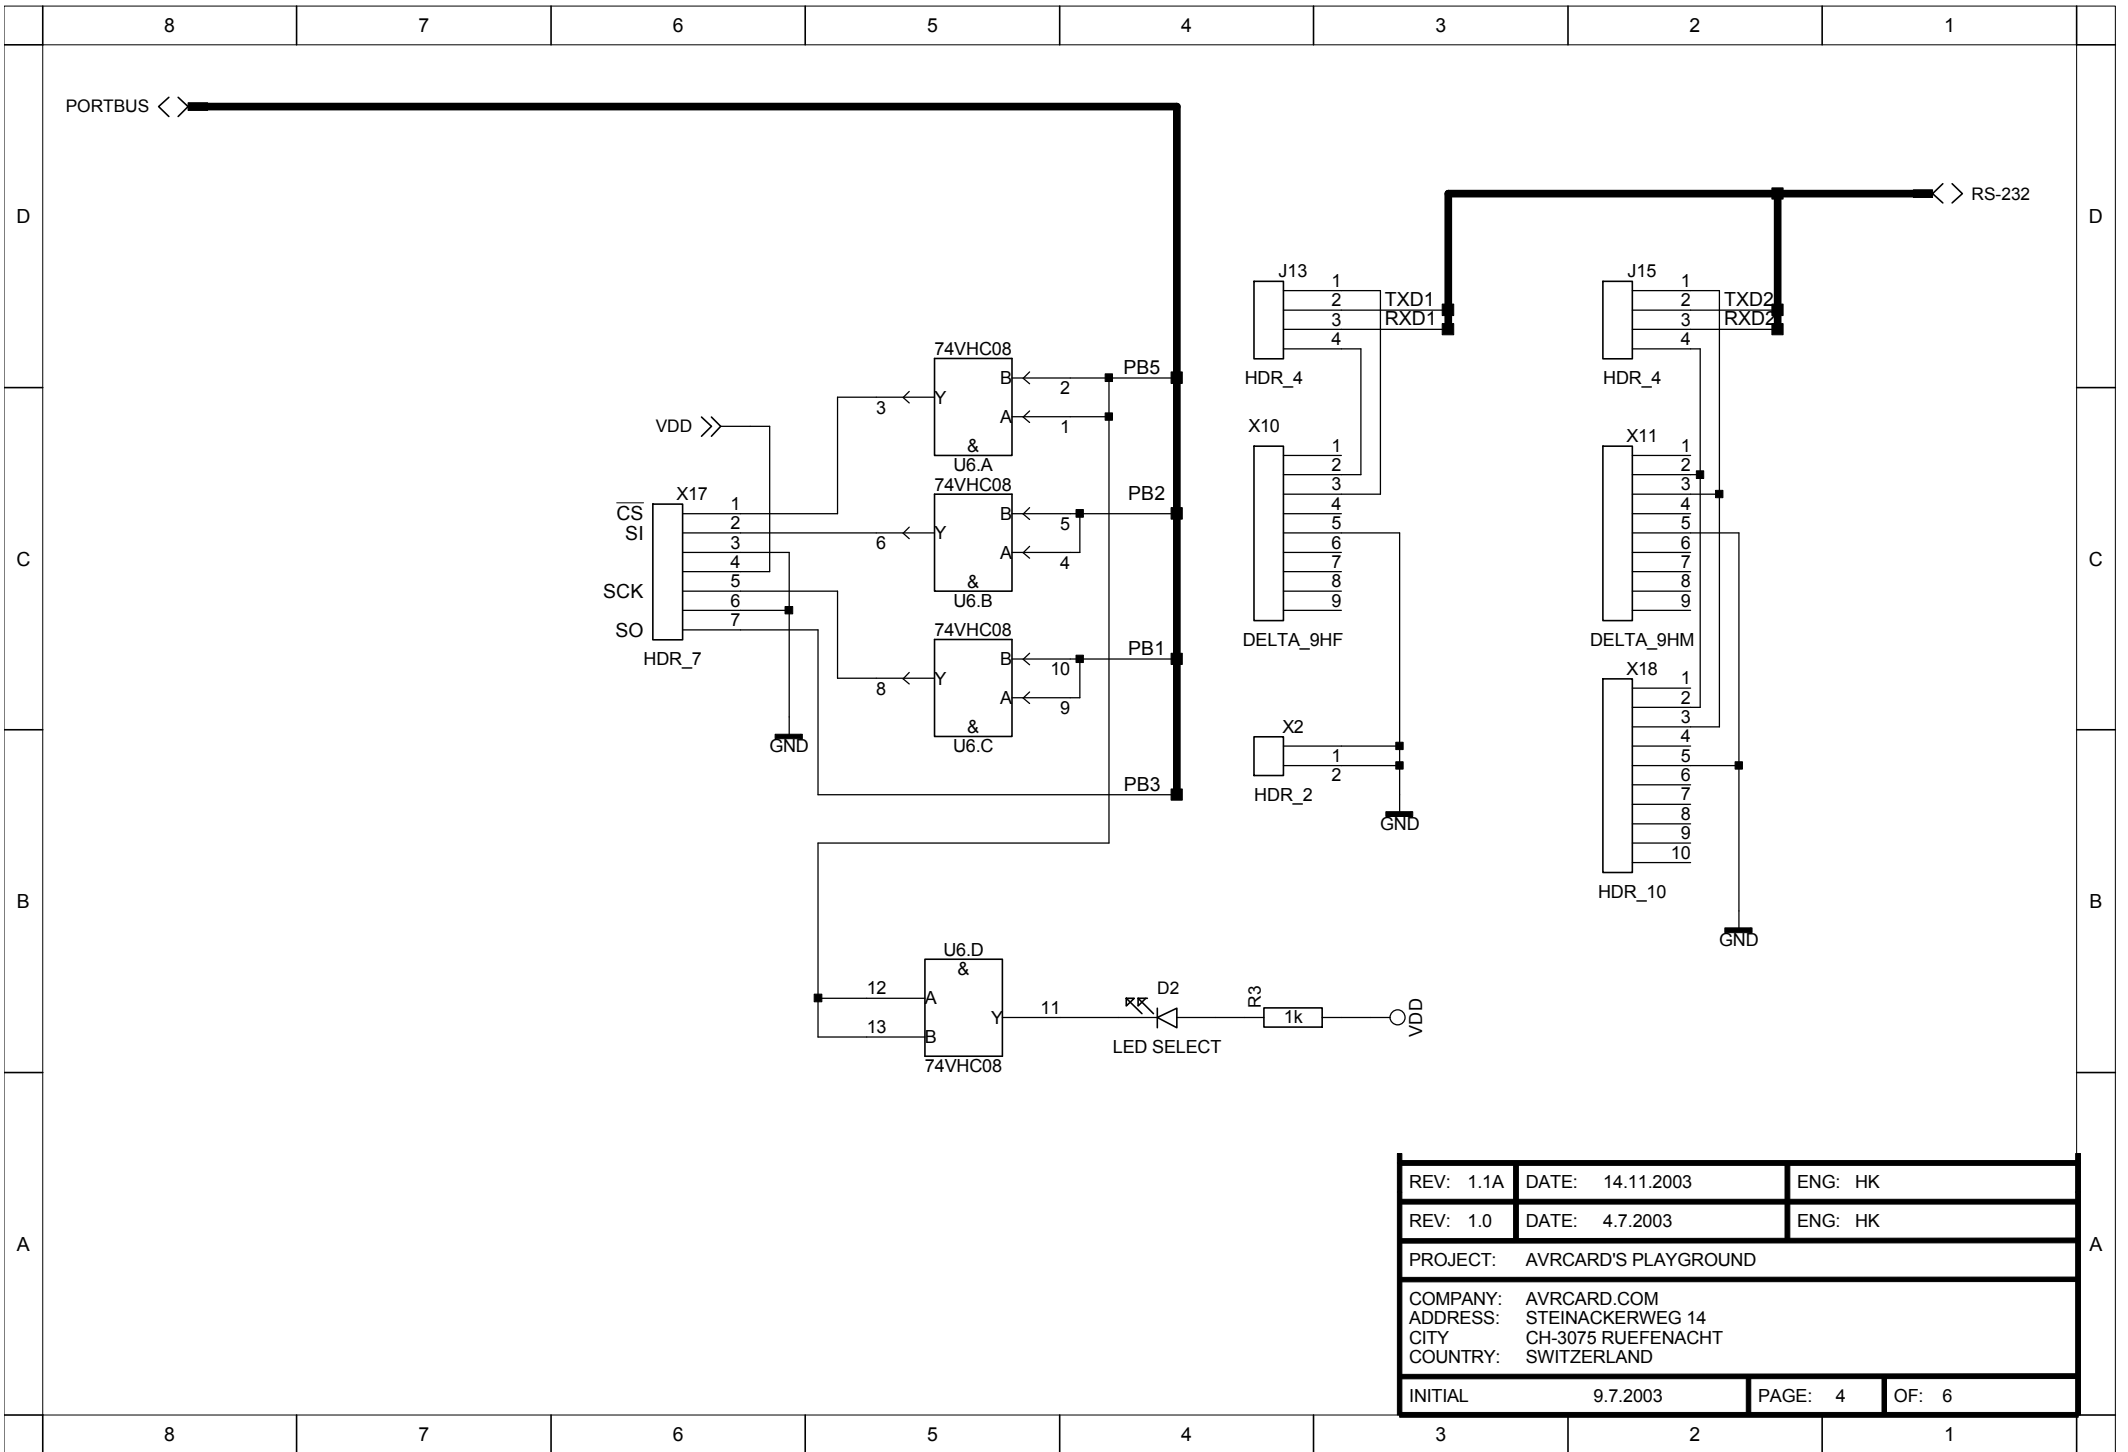 8 7 6 5 4 3 2 1
PORTBUS
RS-232
D D
J13
1
2 TXD1
3 RXD1
4
HDR_4
J15
1
2 TXD2
3 RXD2
4
HDR_4
74VHC08
B 2 PB5
Y 3
A 1
&
U6.A
VDD
74VHC08
B 5 PB2
Y 6
A 4
&
U6.B
X17
CS 1
SI 2
3
4
SCK 5
6
SO 7
HDR_7
GND
C C
74VHC08
B 10 PB1
Y 8
A 9
&
U6.C
PB3
X10
1
2
3
4
5
6
7
8
9
DELTA_9HF
X11
1
2
3
4
5
6
7
8
9
DELTA_9HM
X2
1
2
HDR_2
GND
X18
1
2
3
4
5
6
7
8
9
10
HDR_10
GND
B B
U6.D
&
12 A
Y 11
13 B
74VHC08
D2
LED SELECT
R3
1k
VDD
A A
REV: 1.1A DATE: 14.11.2003 ENG: HK
REV: 1.0 DATE: 4.7.2003 ENG: HK
PROJECT: AVRCARD'S PLAYGROUND
COMPANY: AVRCARD.COM
ADDRESS: STEINACKERWEG 14
CITY CH-3075 RUEFENACHT
COUNTRY: SWITZERLAND
INITIAL 9.7.2003 PAGE: 4 OF: 6
8 7 6 5 4 3 2 1